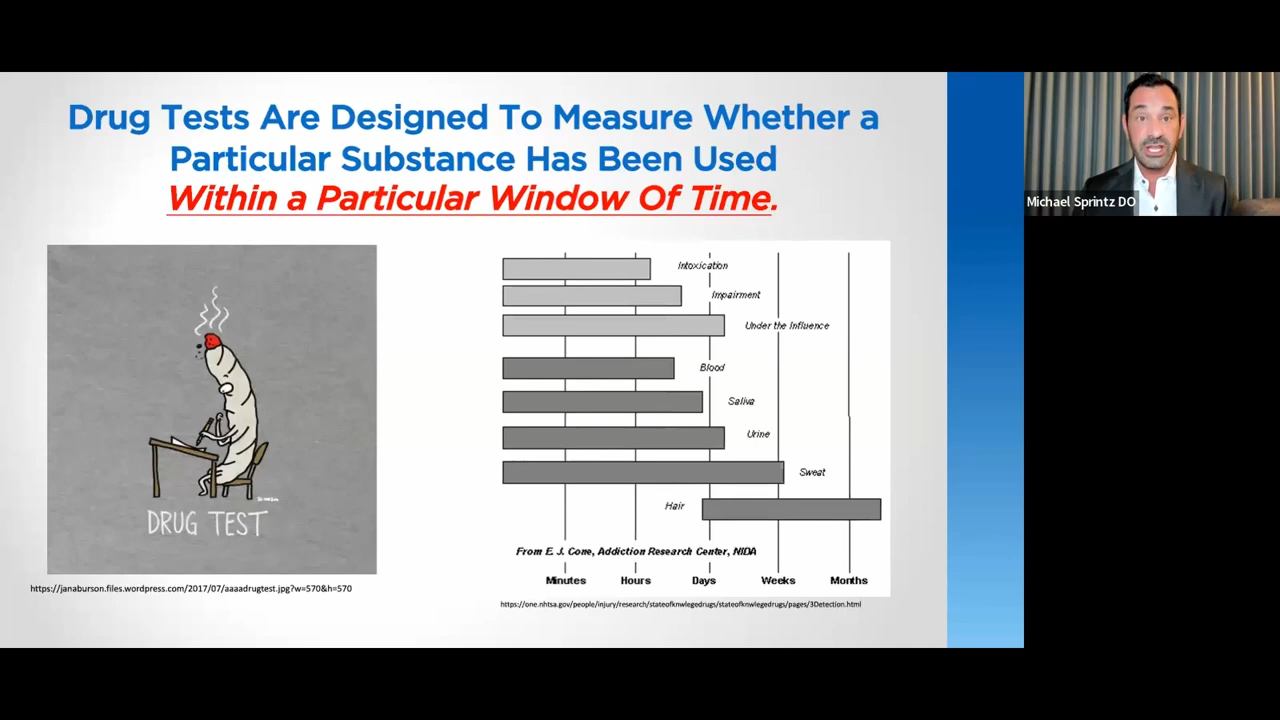 Drug Tests Are Designed To Measure Whether a
Particular Substance Has Been Used
Within a Particular Window Of Time.
Michael Sprintz DO
DRUG TEST
https://janaburson.files.wordpress.com/2017/07/aaaadrugtest.jpg?w=570&h=570
Intoxication
Impairment
Under the Influence
Blood
Saliva
Urine
Sweat
Hair
From E. J. Cone, Addiction Research Center, NIDA
Minutes Hours Days Weeks Months
https://one.nhtsa.gov/people/injury/research/stateofknwlegedrugs/stateofknwlegedrugs/pages/3Detection.html